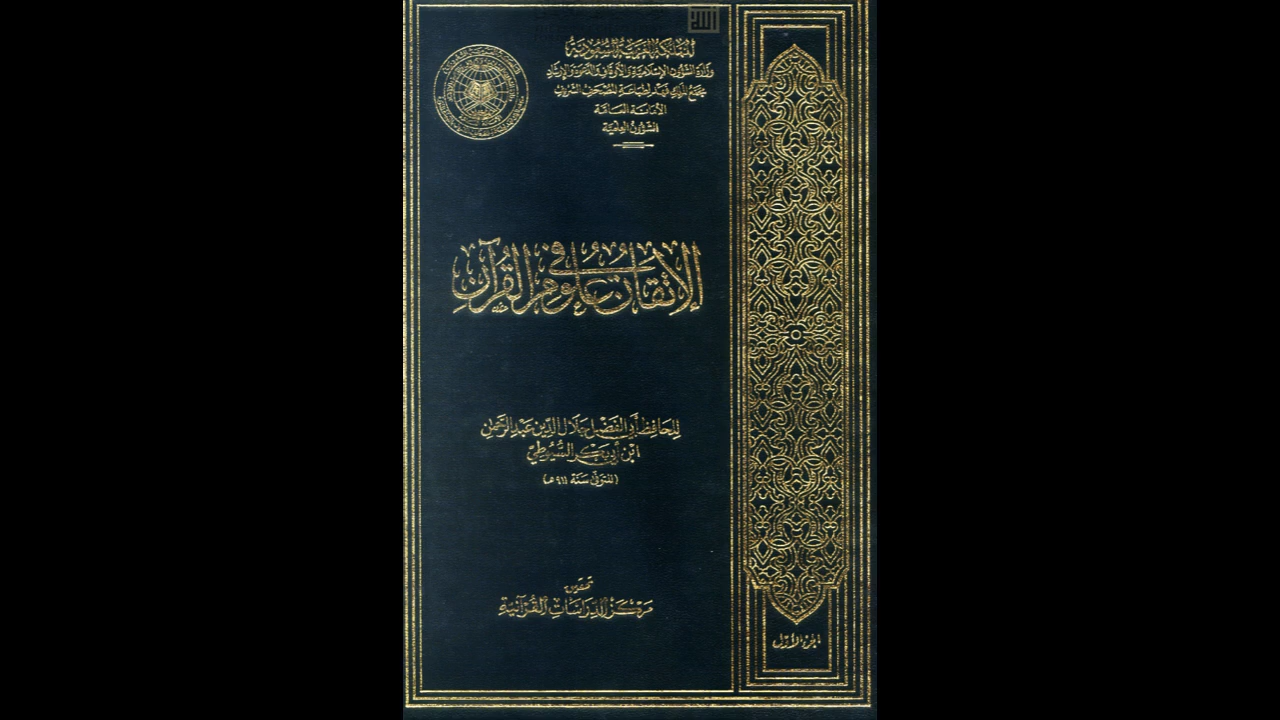 المملكة العربية السعودية
وزارة الشؤون الإسلامية والأوقاف والدعوة والإرشاد
مجمع الملك فهد لطباعة المصحف الشريف
الأمانة العامة
الشؤون العلمية
الإتقان في علوم القرآن
للحافظ أبي الفضل جلال الدين عبد الرحمن
ابن أبي بكر السيوطي
(المتوفى سنة ٩١١ هـ)
تحقيق
مركز الدراسات القرآنية
الجزء الأول